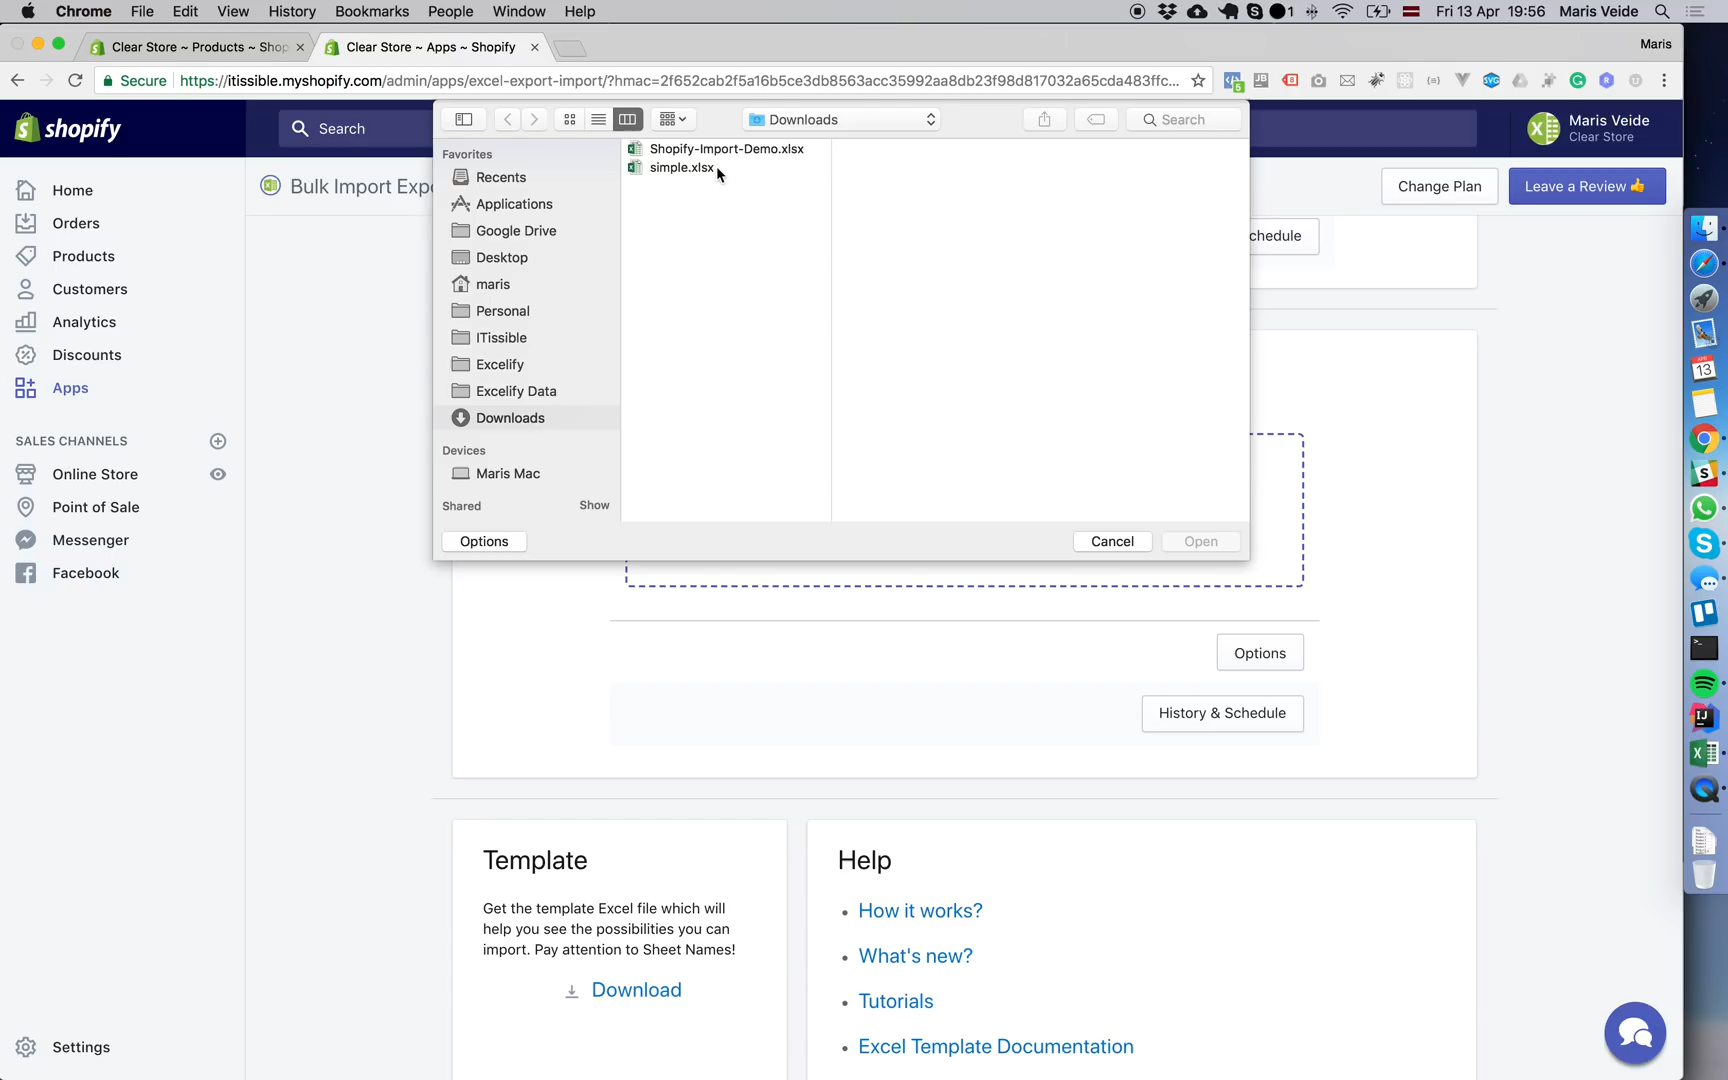 Chrome File Edit View History Bookmarks People Window Help
1 Fri 13 Apr 19:56 Maris Veide
Clear Store ~ Products ~ Shop
Clear Store ~ Apps ~ Shopify
Maris
Secure https://itissible.myshopify.com/admin/apps/excel-export-import/?hmac=2f652cab2f5a16b5ce3db8563acc35992aa8db23f98d817032a65cda483ffc...
shopify
Search
Maris Veide
Clear Store
Home
Orders
Products
Customers
Analytics
Discounts
Apps
SALES CHANNELS
Online Store
Point of Sale
Messenger
Facebook
Settings
Bulk Import Expo
Change Plan
Leave a Review
Downloads
Search
Favorites
Recents
Applications
Google Drive
Desktop
maris
Personal
ITissible
Excelify
Excelify Data
Downloads
Devices
Maris Mac
Shared
Show
Shopify-Import-Demo.xlsx
simple.xlsx
Options
Cancel
Open
chedule
Options
History & Schedule
Template
Get the template Excel file which will
help you see the possibilities you can
import. Pay attention to Sheet Names!
Download
Help
How it works?
What's new?
Tutorials
Excel Template Documentation